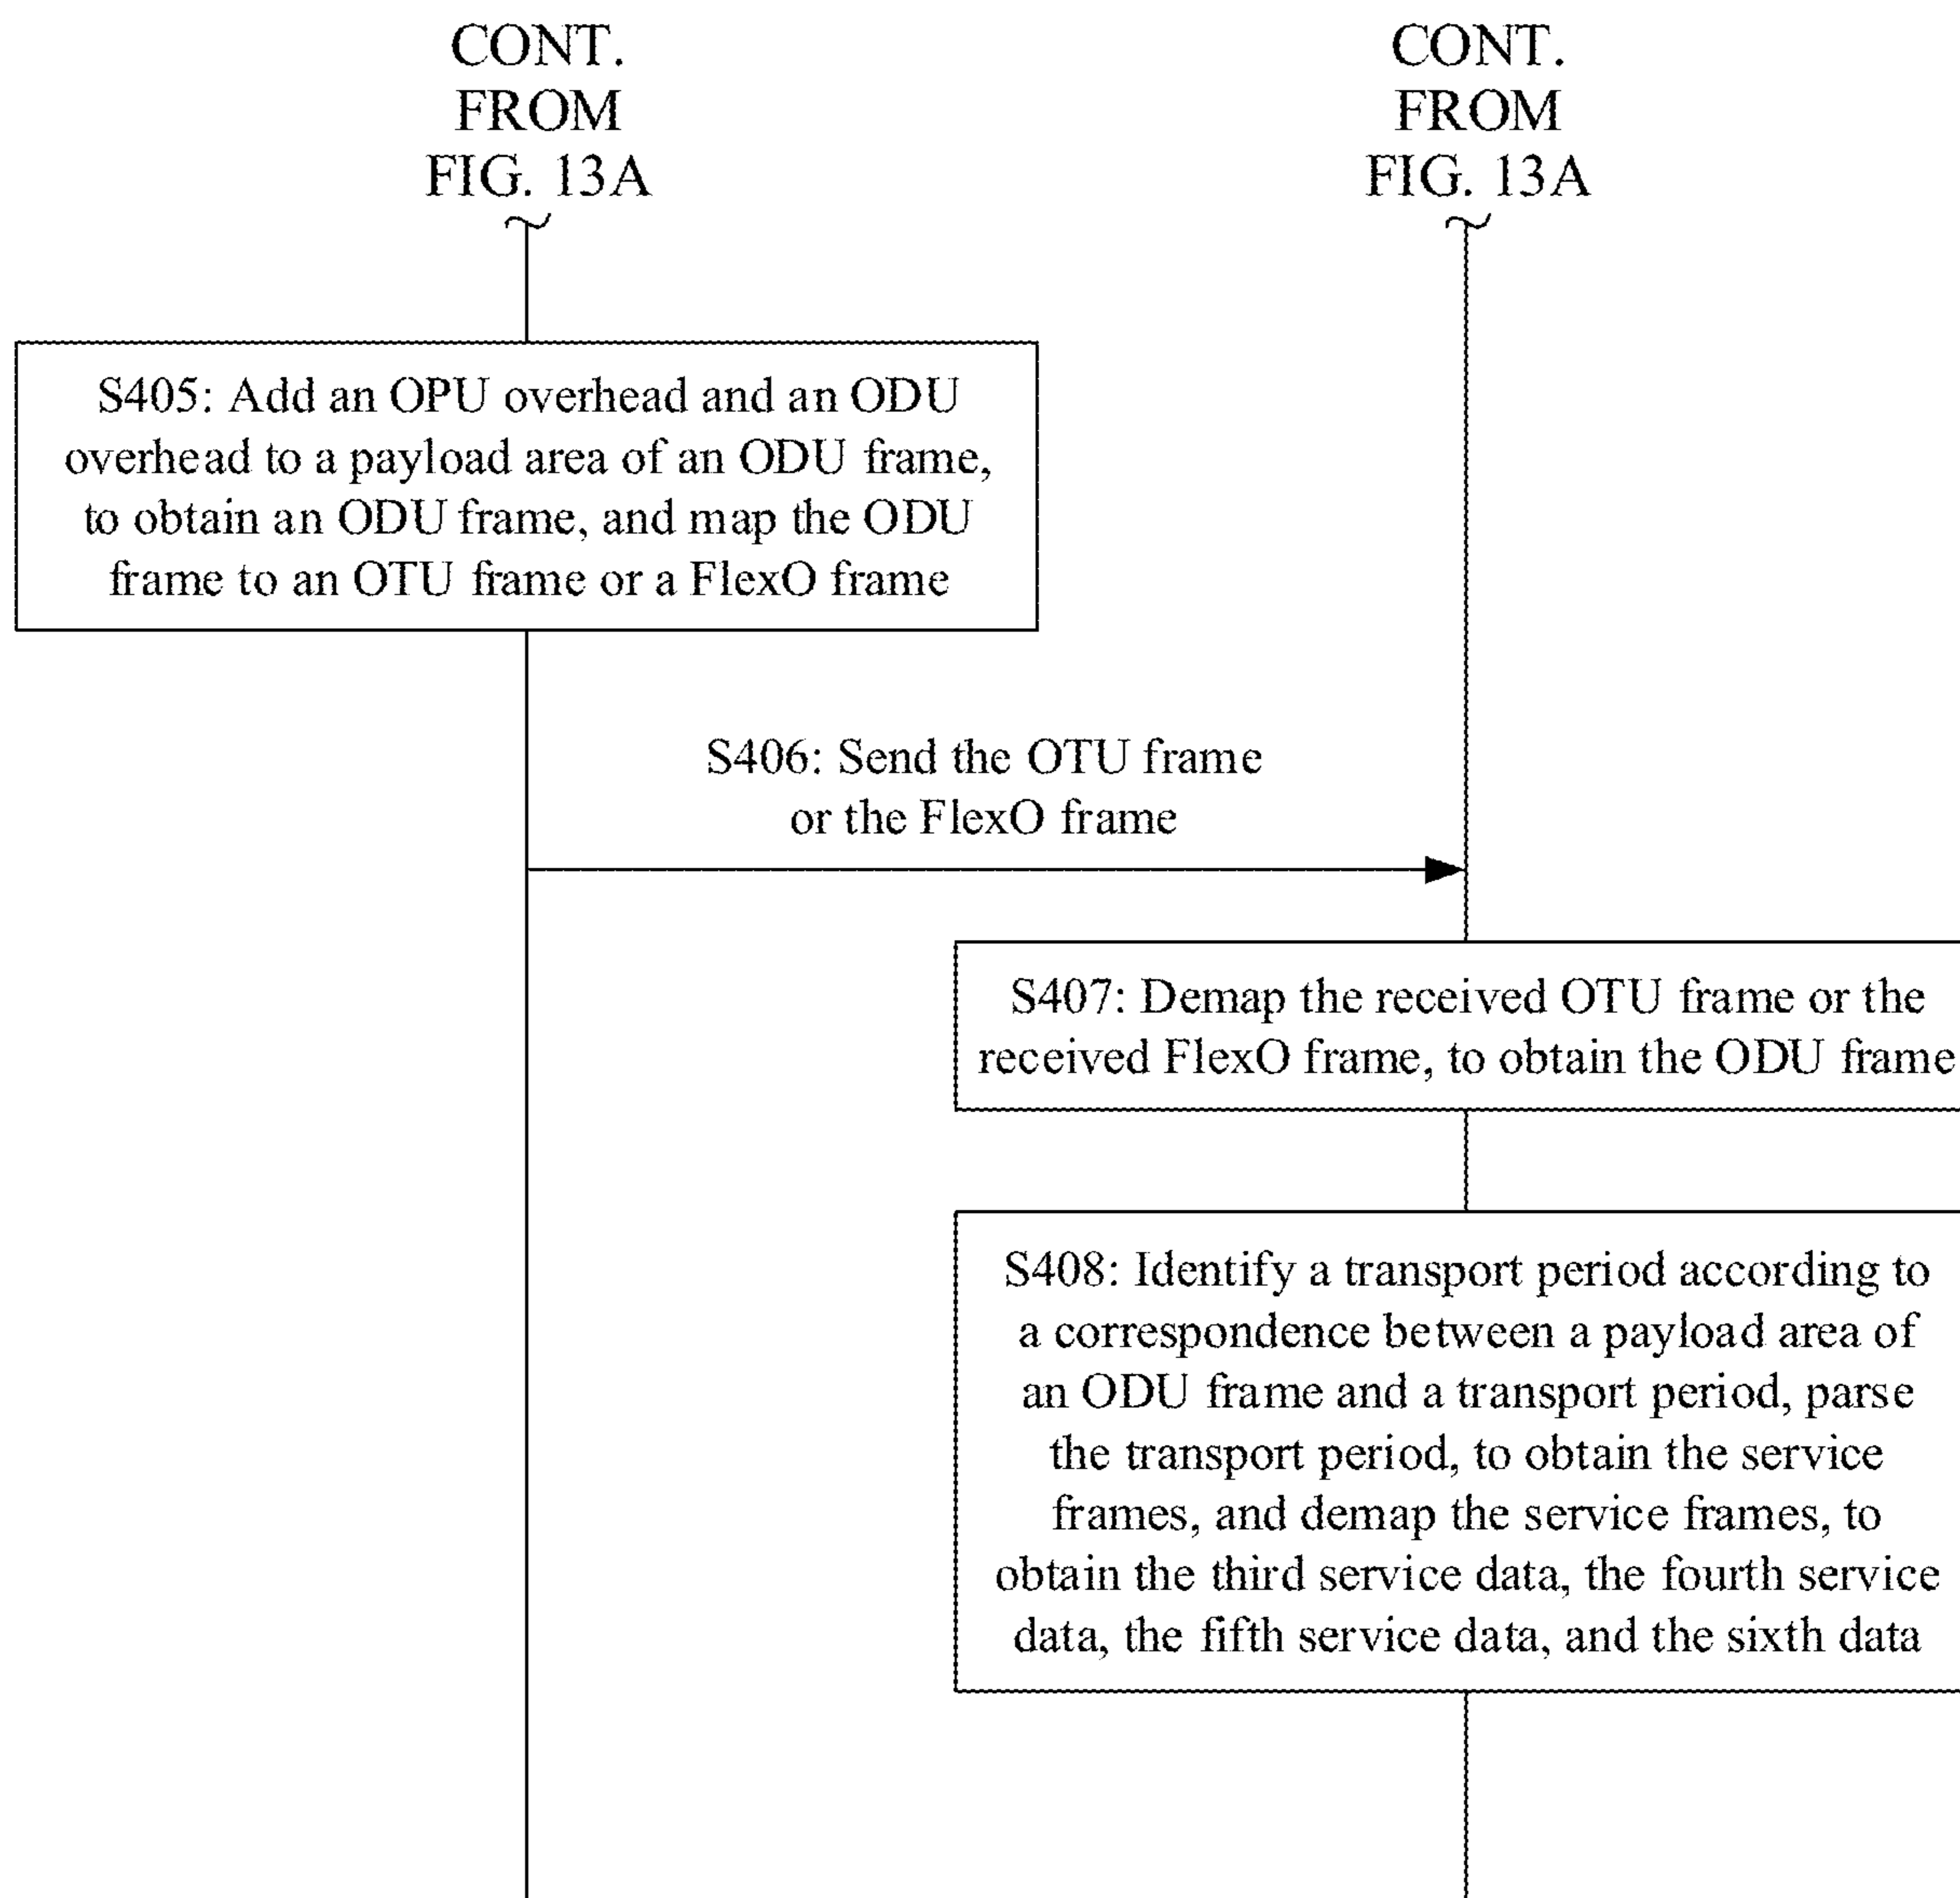 CONT.
FROM
FIG. 13A
CONT.
FROM
FIG. 13A
S405: Add an OPU overhead and an ODU
overhead to a payload area of an ODU frame,
to obtain an ODU frame, and map the ODU
frame to an OTU frame or a FlexO frame
S406: Send the OTU frame
or the FlexO frame
S407: Demap the received OTU frame or the
received FlexO frame, to obtain the ODU frame
S408: Identify a transport period according to
a correspondence between a payload area of
an ODU frame and a transport period, parse
the transport period, to obtain the service
frames, and demap the service frames, to
obtain the third service data, the fourth service
data, the fifth service data, and the sixth data